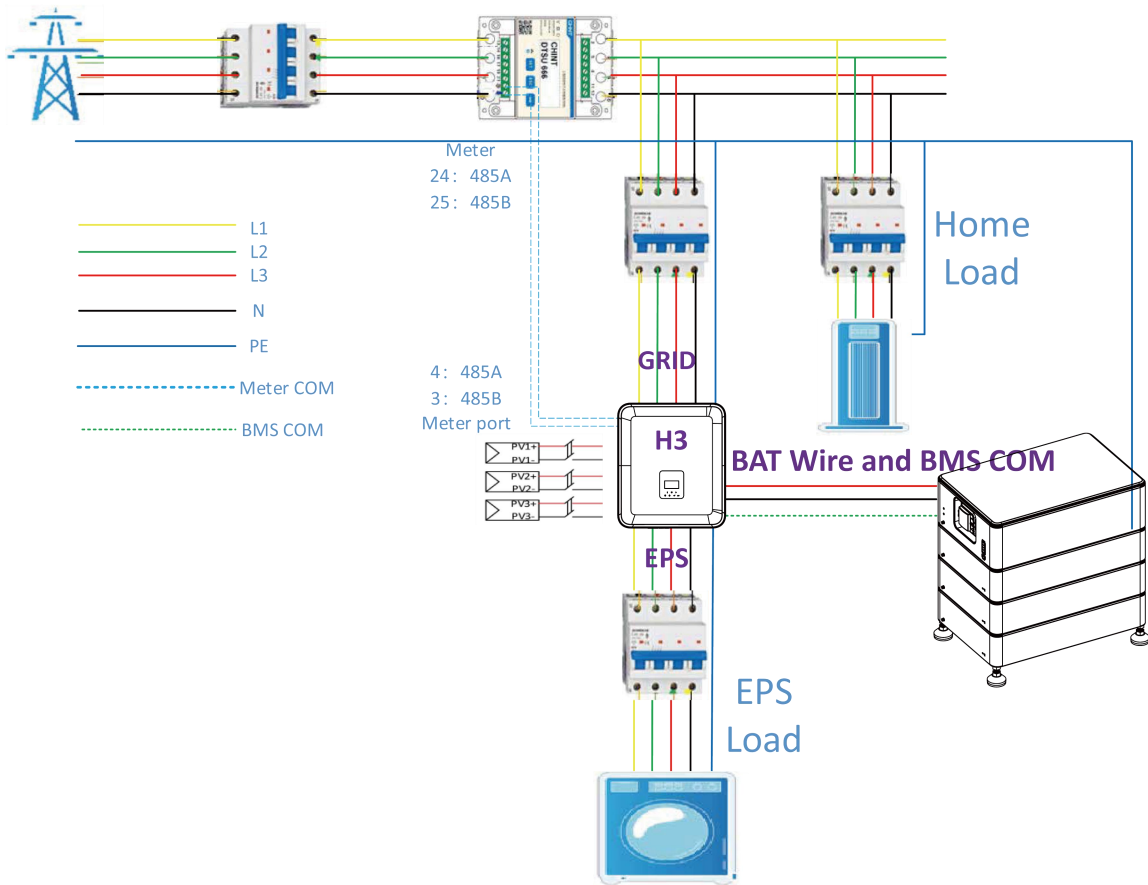 CHINT
DTSU 666
Meter
24: 485A
25: 485B
L1
L2
L3
N
PE
Meter COM
BMS COM
Home
Load
GRID
4: 485A
3: 485B
Meter port
H3
PV1+
PV1-
PV2+
PV2-
PV3+
PV3-
BAT Wire and BMS COM
EPS
EPS
Load